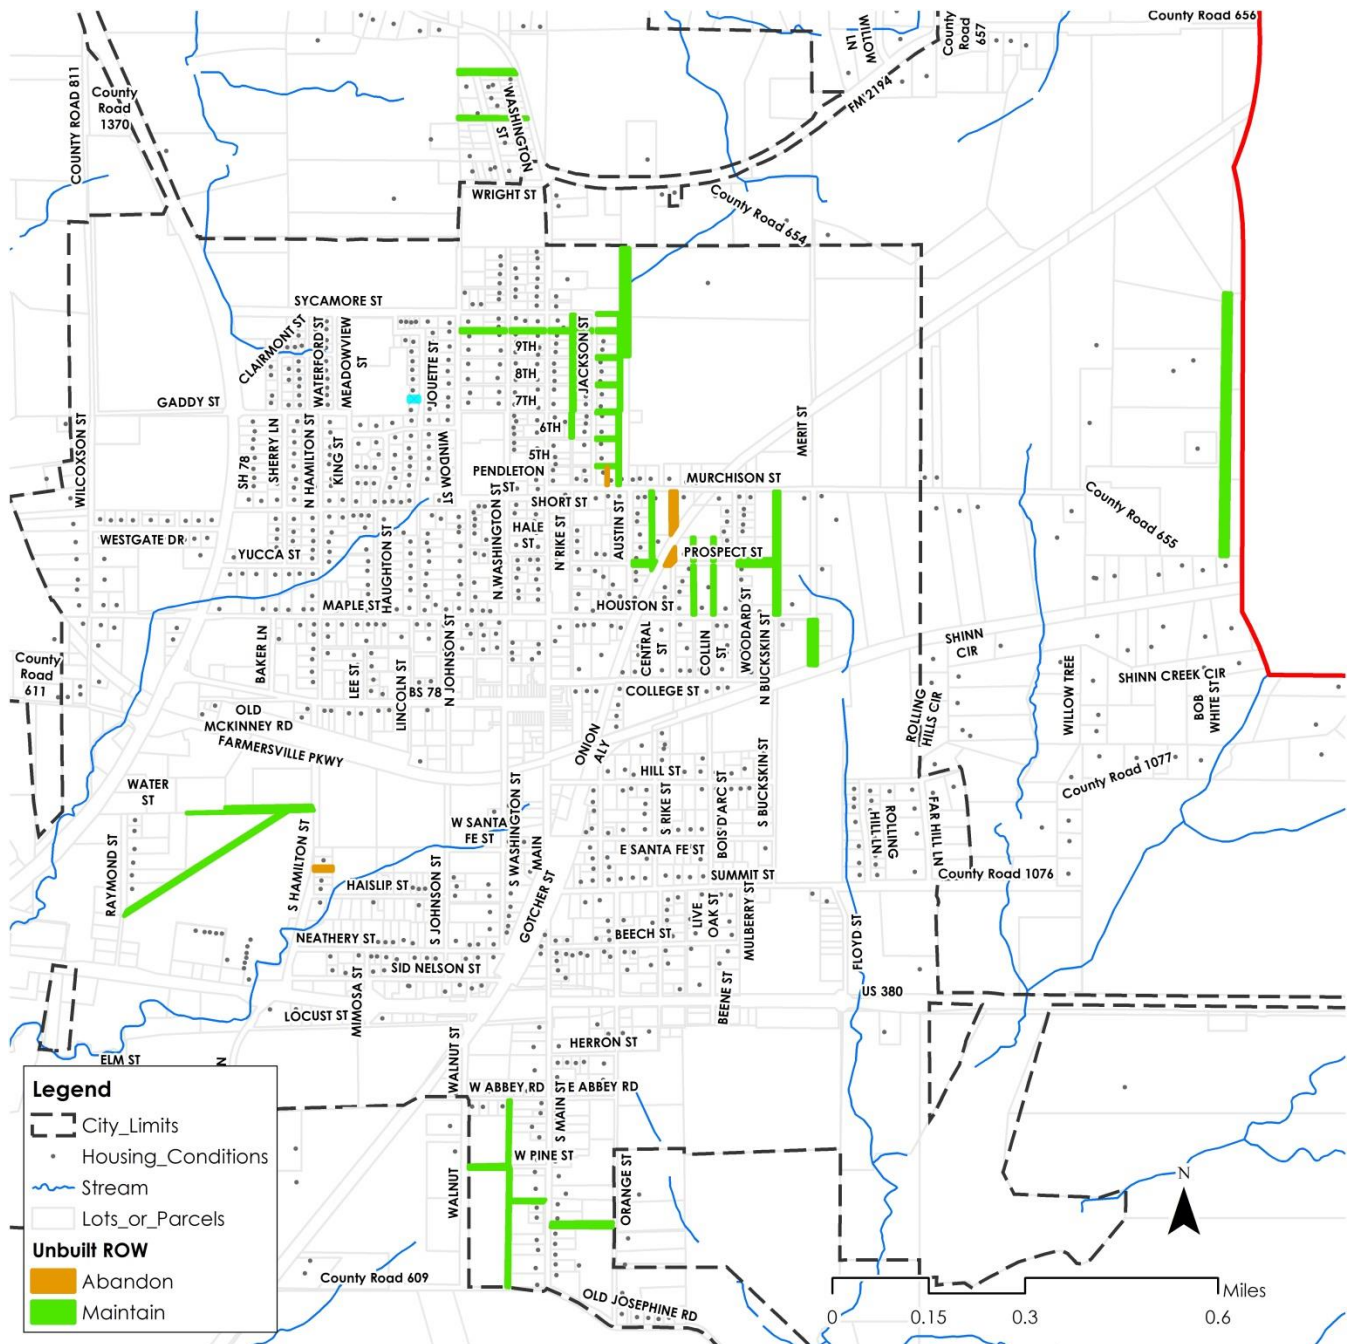 County Road 656
WILLOW
LN
County
Road
657
COUNTY ROAD 811
County
Road
1370
FM 2194
WASHINGTON
ST
WRIGHT ST
County Road 654
SYCAMORE ST
CLAIRMONT ST
WATERFORD ST
MEADOWVIEW
ST
JOUETTE ST
9TH
JACKSON ST
8TH
7TH
GADDY ST
6TH
MERIT ST
WILCOXSON ST
SH 78
SHERRY LN
N HAMILTON ST
KING ST
WINDOM ST
5TH
PENDLETON
ST
MURCHISON ST
SHORT ST
County Road 655
WESTGATE DR
YUCCA ST
HAUGHTON ST
N WASHINGTON ST
HALE
ST
N RIKE ST
AUSTIN ST
PROSPECT ST
MAPLE ST
HOUSTON ST
BAKER LN
LEE ST
LINCOLN ST
BS 78
N JOHNSON ST
CENTRAL
ST
COLLIN
ST
WOODARD ST
N BUCKSKIN ST
SHINN
CIR
County
Road
611
COLLEGE ST
SHINN CREEK CIR
WILLOW TREE
BOB
WHITE ST
ROLLING
HILLS CIR
OLD
MCKINNEY RD
FARMERSVILLE PKWY
ONION
ALY
HILL ST
County Road 1077
WATER
ST
S RIKE ST
BOIS D'ARC ST
S BUCKSKIN ST
W SANTA
FE ST
S WASHINGTON ST
MAIN
ROLLING
HILL LN
FAR HILL LN
RAYMOND ST
S HAMILTON ST
E SANTA FE ST
SUMMIT ST
County Road 1076
HAISLIP ST
S JOHNSON ST
GOTCHER ST
LIVE
OAK ST
MULBERRY ST
FLOYD ST
NEATHERY ST
BEECH ST
SID NELSON ST
MIMOSA ST
BEENE ST
US 380
LOCUST ST
ELM ST
N
WALNUT ST
HERRON ST
W ABBEY RD
E ABBEY RD
S MAIN ST
W PINE ST
WALNUT
ORANGE ST
County Road 609
OLD JOSEPHINE RD
Legend
City_Limits
Housing_Conditions
Stream
Lots_or_Parcels
Unbuilt ROW
Abandon
Maintain
N
Miles
0 0.15 0.3 0.6